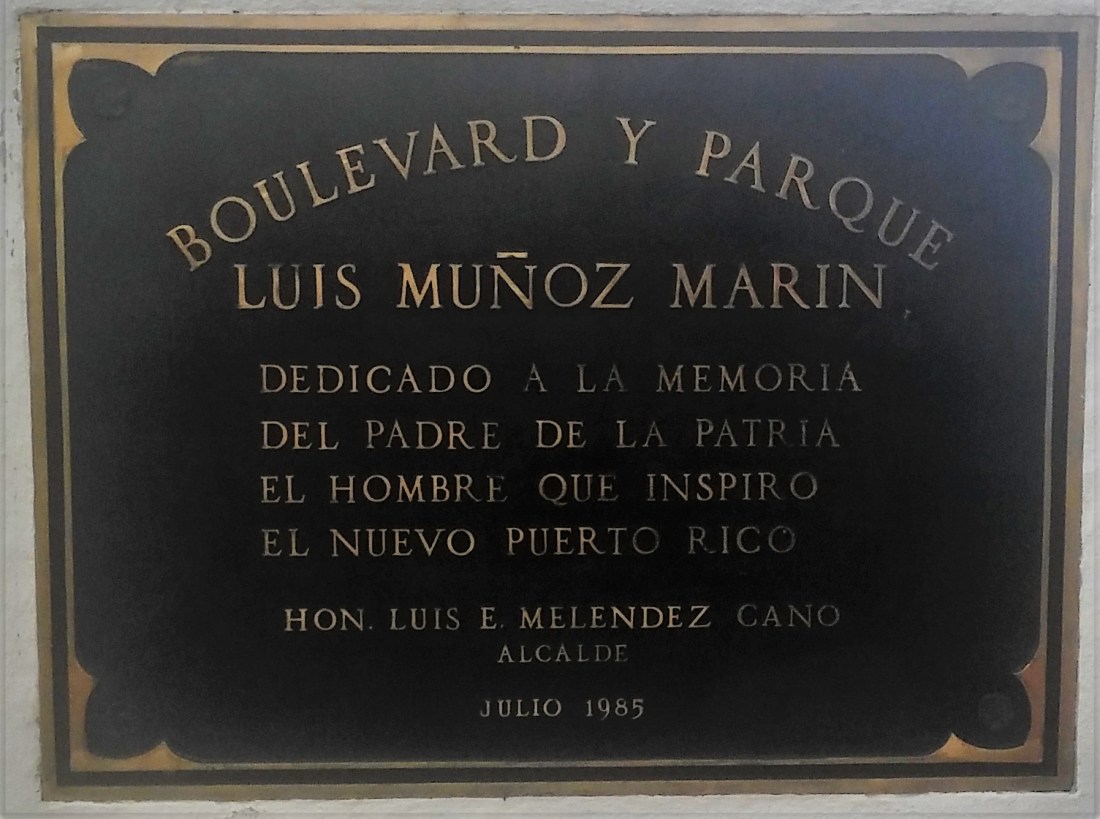 BOULEVARD Y PARQUE
LUIS MUÑOZ MARIN
DEDICADO A LA MEMORIA
DEL PADRE DE LA PATRIA
EL HOMBRE QUE INSPIRO
EL NUEVO PUERTO RICO
HON. LUIS E. MELENDEZ CANO
ALCALDE
JULIO 1985